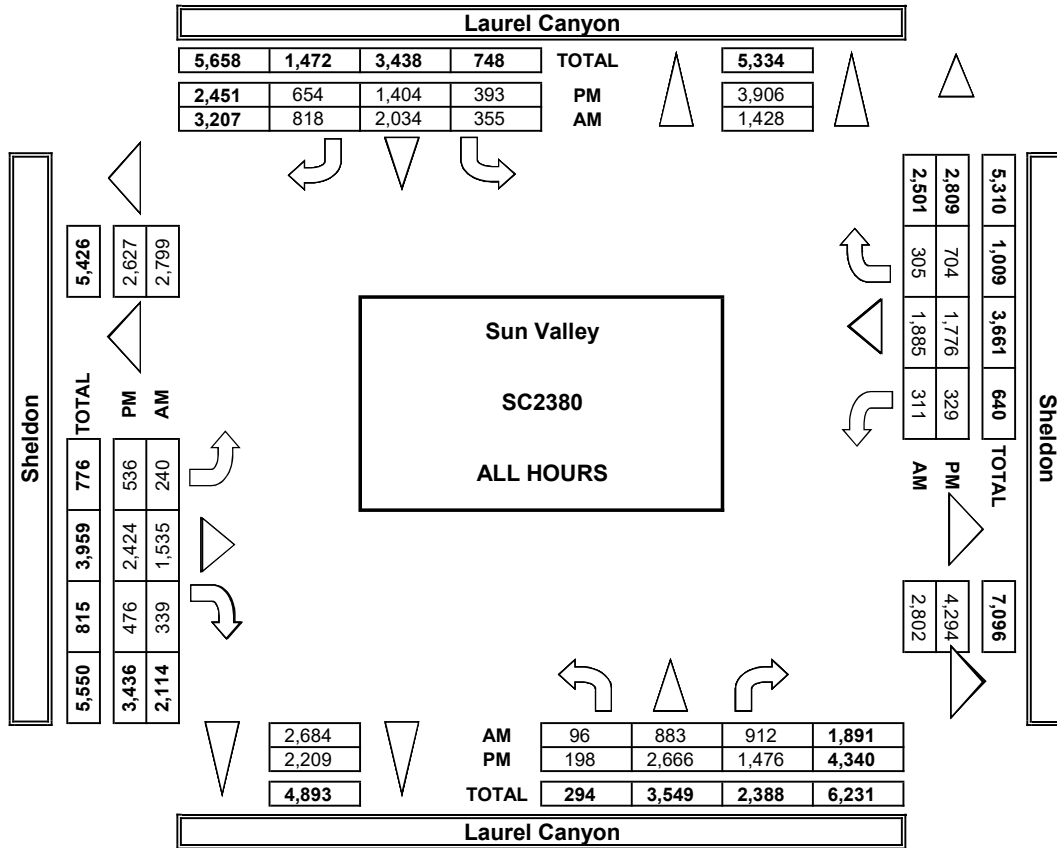 Laurel Canyon
5,658 1,472 3,438 748 TOTAL 5,334
2,451 654 1,404 393 PM 3,906
3,207 818 2,034 355 AM 1,428
Sheldon
5,426
2,627
2,799
TOTAL 776 3,959 815 5,550
PM 536 2,424 476 3,436
AM 240 1,535 339 2,114
Sun Valley
SC2380
ALL HOURS
5,310 1,009 3,661 640 TOTAL 7,096
2,809 704 1,776 329 PM 4,294
2,501 305 1,885 311 AM 2,802
Sheldon
2,684 AM 96 883 912 1,891
2,209 PM 198 2,666 1,476 4,340
4,893 TOTAL 294 3,549 2,388 6,231
Laurel Canyon